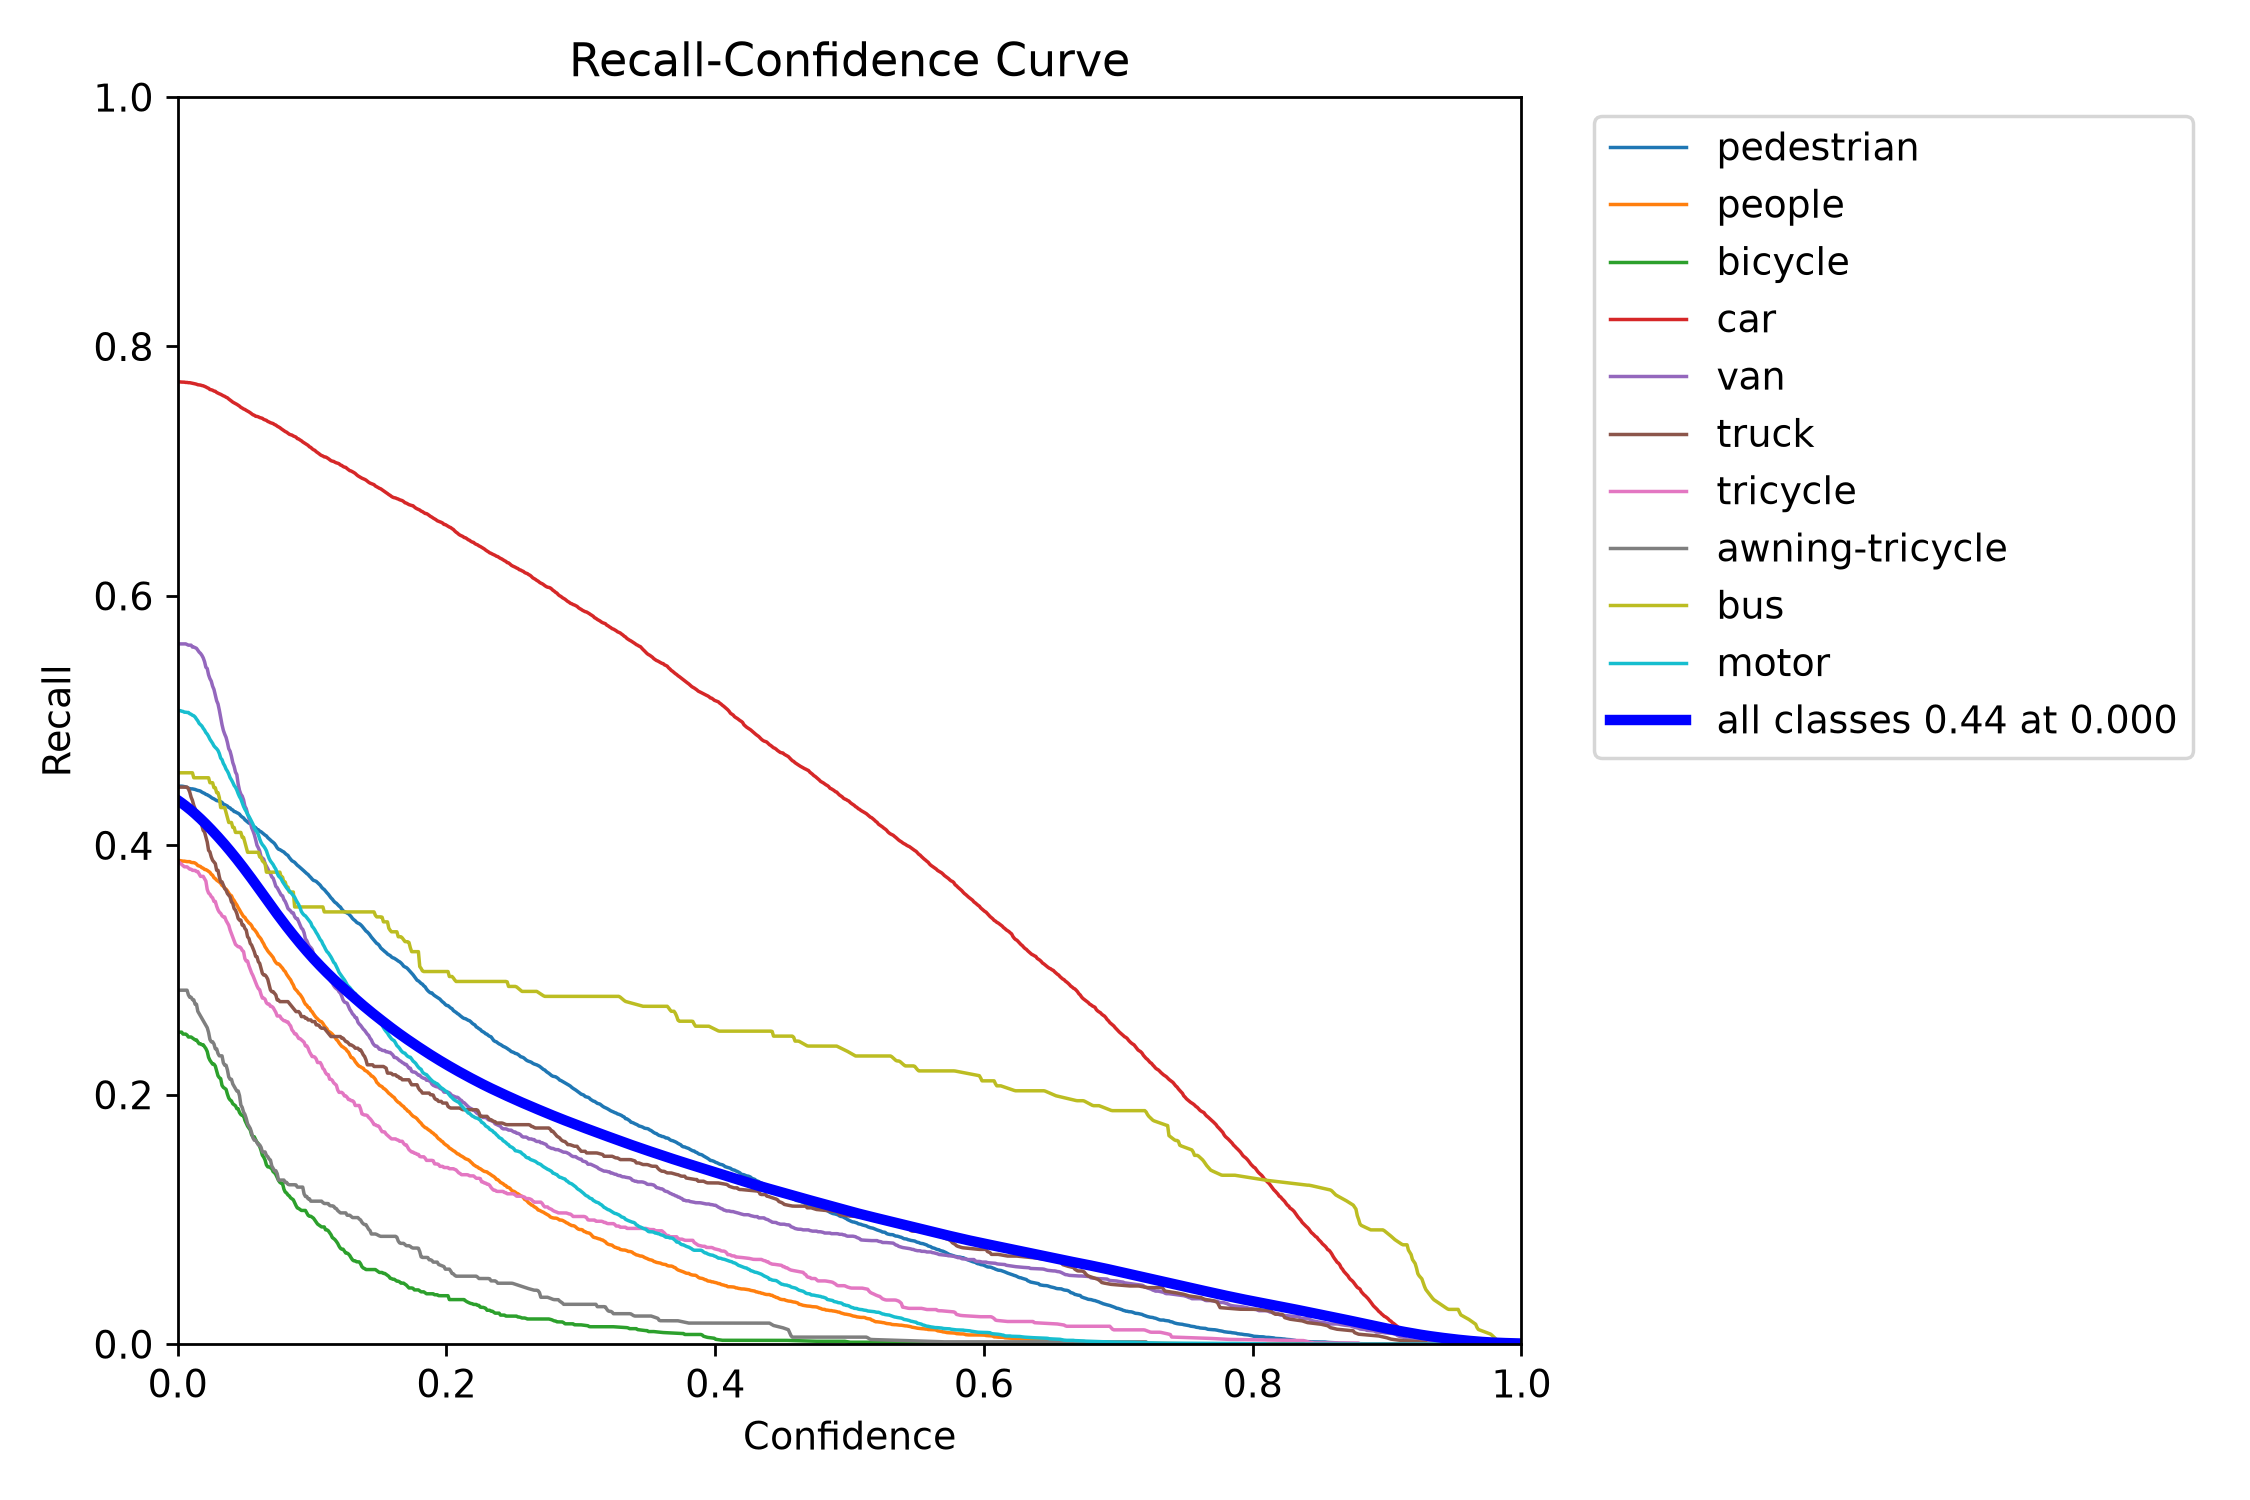 Recall-Confidence Curve
1.0
0.8
0.6
0.4
0.2
0.0
Recall
0.0 0.2 0.4 0.6 0.8 1.0
Confidence
pedestrian
people
bicycle
car
van
truck
tricycle
awning-tricycle
bus
motor
all classes 0.44 at 0.000